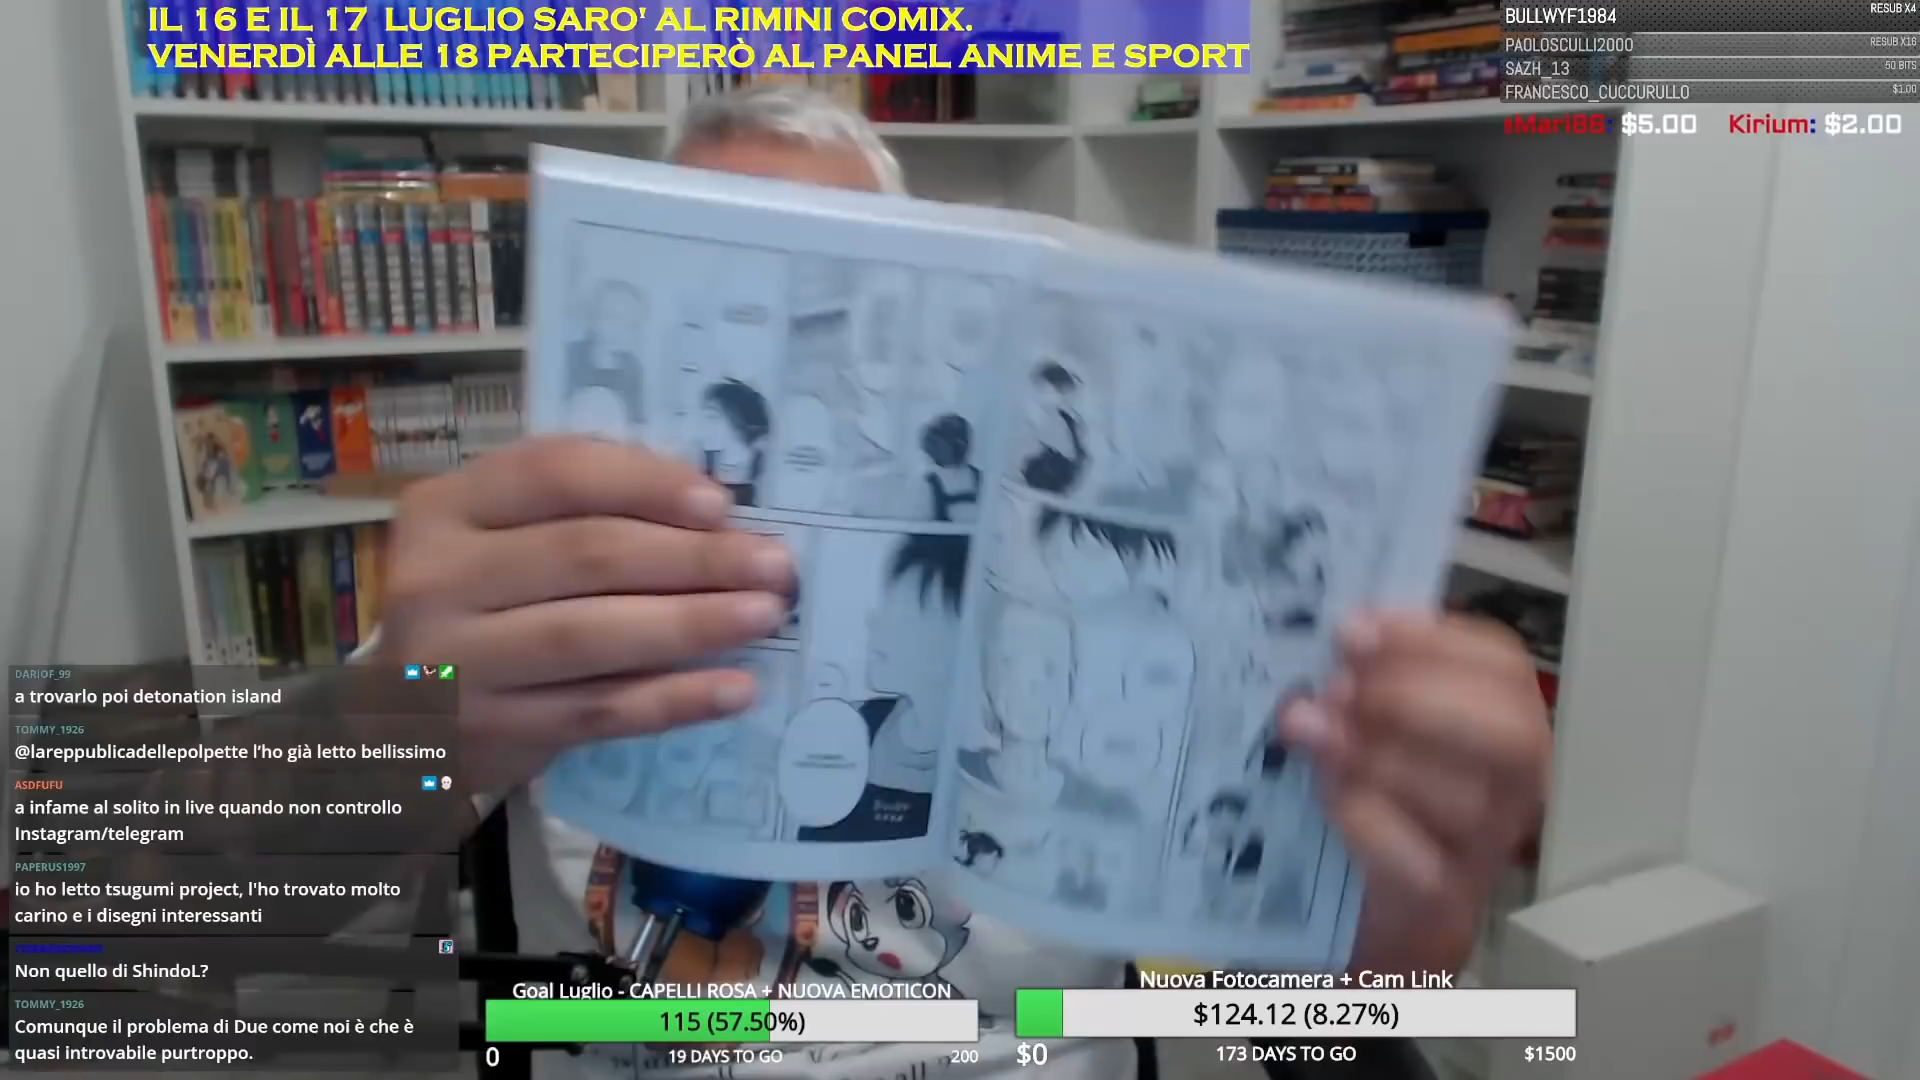 IL 16 E IL 17 LUGLIO SARO' AL RIMINI COMIX.
VENERDÌ ALLE 18 PARTECIPERÒ AL PANEL ANIME E SPORT
BULLWYF1984 RESUB X4
PAOLOSCULLI2000 RESUB X16
SAZH_13 50 BITS
FRANCESCO_CUCCURULLO $1.00
sMari88: $5.00 Kirium: $2.00
DARIOF_99
a trovarlo poi detonation island
TOMMY_1926
@lareppublicadellepolpette l'ho già letto bellissimo
ASDFUFU
a infame al solito in live quando non controllo
Instagram/telegram
PAPERUS1997
io ho letto tsugumi project, l'ho trovato molto
carino e i disegni interessanti
Non quello di ShindoL?
TOMMY_1926
Comunque il problema di Due come noi è che è
quasi introvabile purtroppo.
Goal Luglio - CAPELLI ROSA + NUOVA EMOTICON
115 (57.50%)
0 19 DAYS TO GO 200
Nuova Fotocamera + Cam Link
$124.12 (8.27%)
$0 173 DAYS TO GO $1500